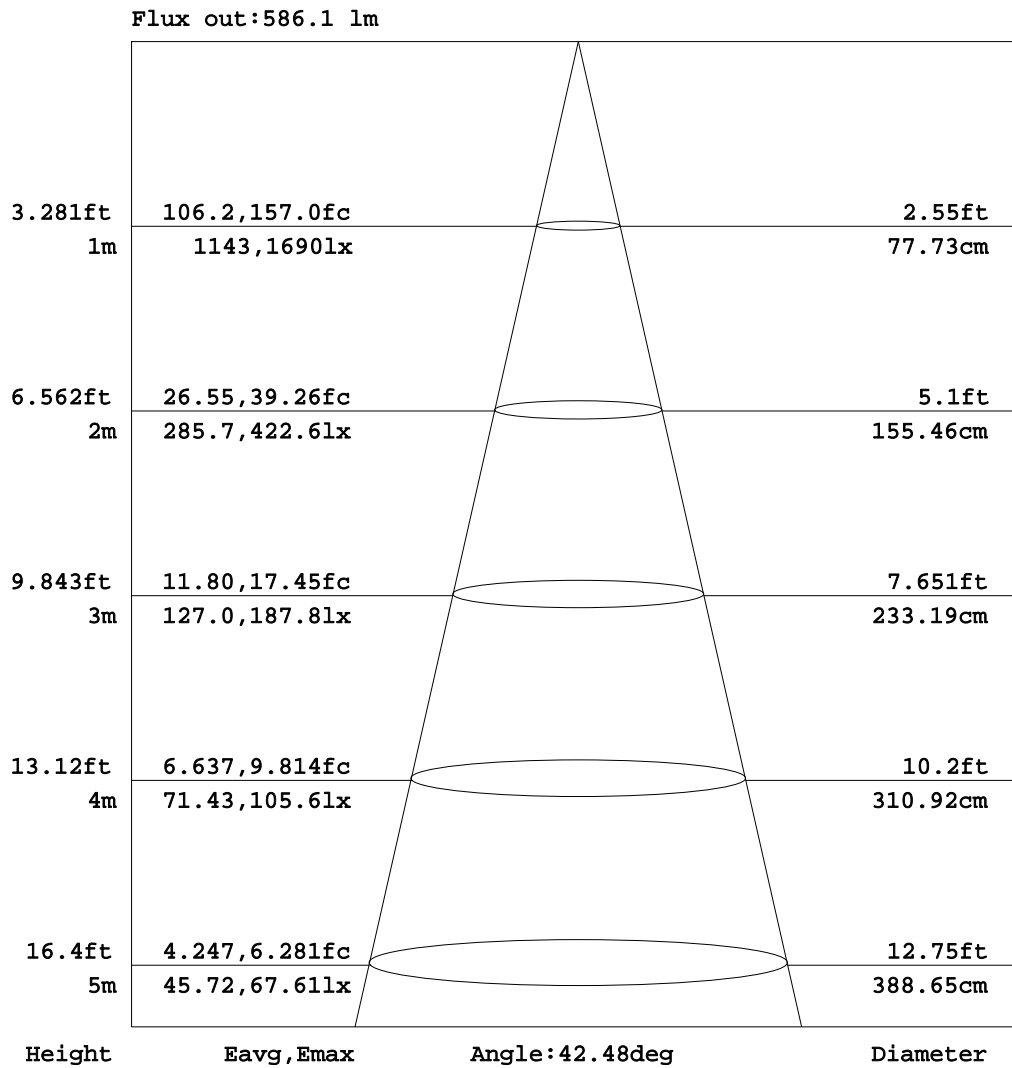 Flux out:586.1 lm
3.281ft 106.2,157.0fc 2.55ft
1m 1143,1690lx 77.73cm
6.562ft 26.55,39.26fc 5.1ft
2m 285.7,422.6lx 155.46cm
9.843ft 11.80,17.45fc 7.651ft
3m 127.0,187.8lx 233.19cm
13.12ft 6.637,9.814fc 10.2ft
4m 71.43,105.6lx 310.92cm
16.4ft 4.247,6.281fc 12.75ft
5m 45.72,67.61lx 388.65cm
Height Eavg,Emax Angle:42.48deg Diameter